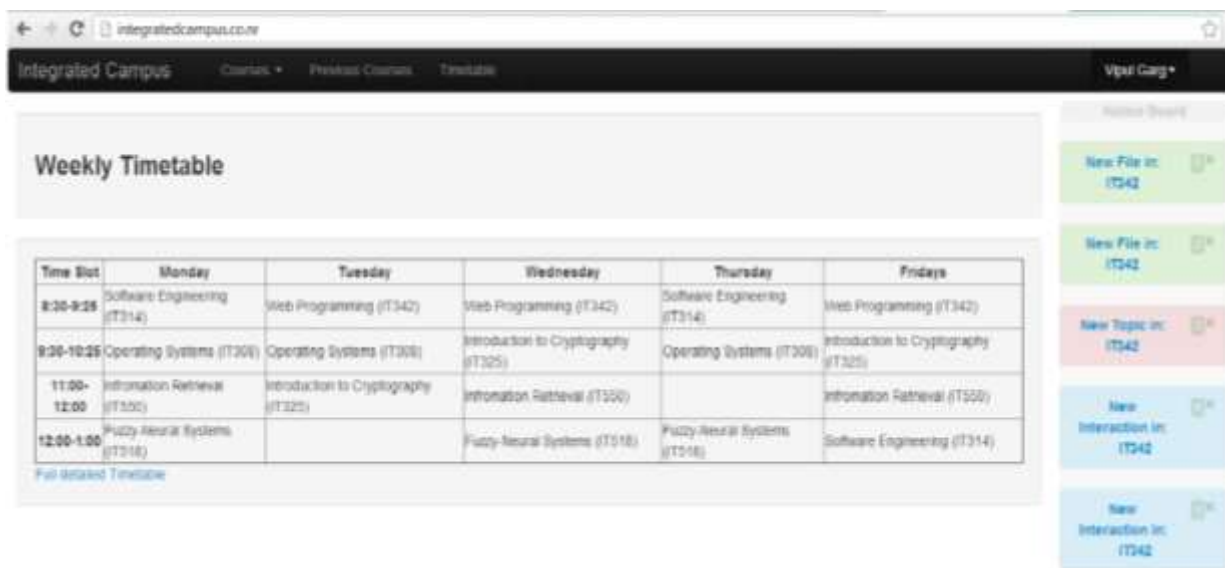 integratedcampus.co.nr
Integrated Campus Courses Previous Courses Timetable Vipul Garg
Notice Board
Weekly Timetable
New File in:
IT342
New File in:
IT342
New Topic in:
IT342
New
Interaction in:
IT342
New
Interaction in:
IT342
Time Slot Monday Tuesday Wednesday Thursday Fridays
8:30-9:25 Software Engineering (IT314) Web Programming (IT342) Web Programming (IT342) Software Engineering (IT314) Web Programming (IT342)
9:30-10:25 Operating Systems (IT308) Operating Systems (IT308) Introduction to Cryptography (IT325) Operating Systems (IT308) Introduction to Cryptography (IT325)
11:00-12:00 Infromation Retrieval (IT550) Introduction to Cryptography (IT325) Infromation Retrieval (IT550) Infromation Retrieval (IT550)
12:00-1:00 Fuzzy-Neural Systems (IT518) Fuzzy-Neural Systems (IT518) Fuzzy-Neural Systems (IT518) Software Engineering (IT314)
Full detailed Timetable